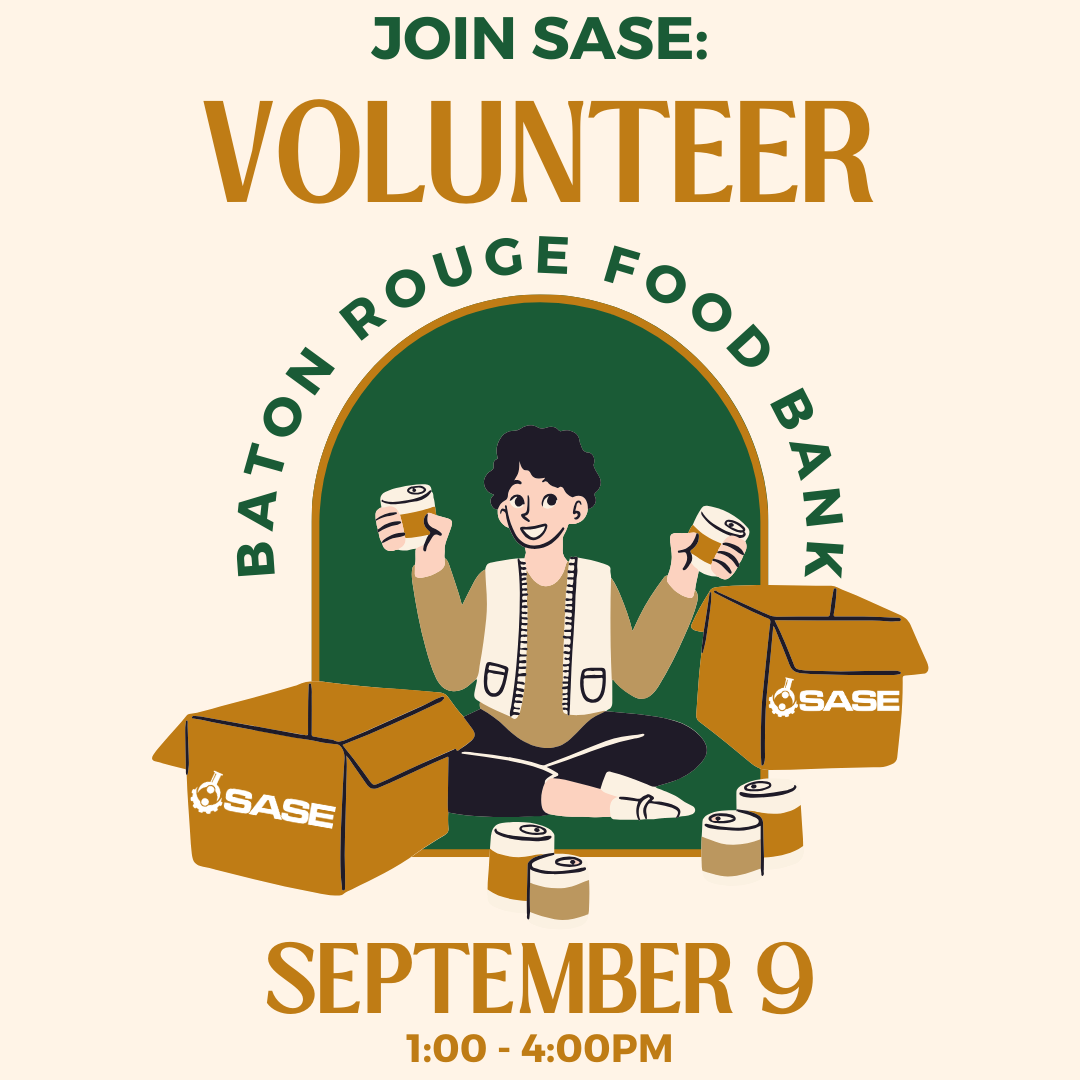 JOIN SASE:
VOLUNTEER
BATON ROUGE FOOD BANK
SASE
SASE
SEPTEMBER 9
1:00 - 4:00PM